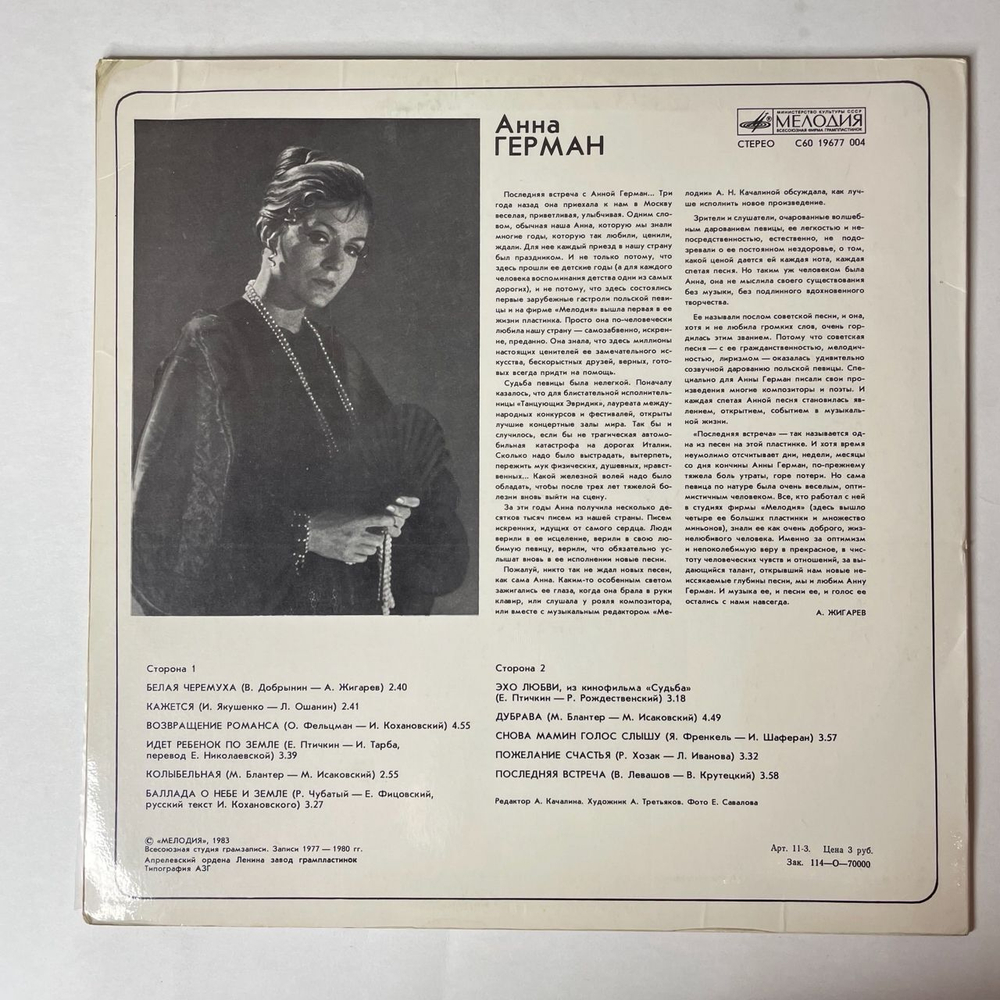 Анна
ГЕРМАН
МИНИСТЕРСТВО КУЛЬТУРЫ СССР
МЕЛОДИЯ
ВСЕСОЮЗНАЯ ФИРМА ГРАМПЛАСТИНОК
СТЕРЕО С60 19677 004
Последняя встреча с Анной Герман... Три
года назад она приехала к нам в Москву
веселая, приветливая, улыбчивая. Одним сло-
вом, обычная наша Анна, которую мы знали
многие годы, которую так любили, ценили,
ждали. Для нее каждый приезд в нашу страну
был праздником. И не только потому, что
здесь прошли ее детские годы (а для каждого
человека воспоминания детства одни из самых
дорогих), и не потому, что здесь состоялись
первые зарубежные гастроли польской певи-
цы и на фирме «Мелодия» вышла первая в ее
жизни пластинка. Просто она по-человечески
любила нашу страну — самозабвенно, искрен-
не, преданно. Она знала, что здесь миллионы
настоящих ценителей ее замечательного ис-
кусства, бескорыстных друзей, верных, гото-
вых всегда придти на помощь.
Судьба певицы была нелегкой. Поначалу
казалось, что для блистательной исполнитель-
ницы «Танцующих Эвридик», лауреата между-
народных конкурсов и фестивалей, открыты
лучшие концертные залы мира. Так бы и
случилось, если бы не трагическая автомо-
бильная катастрофа на дорогах Италии.
Сколько надо было выстрадать, вытерпеть,
пережить мук физических, душевных, нравст-
венных... Какой железной волей надо было
обладать, чтобы после трех лет тяжелой бо-
лезни вновь выйти на сцену.
За эти годы Анна получила несколько де-
сятков тысяч писем из нашей страны. Писем
искренних, идущих от самого сердца. Люди
верили в ее исцеление, верили в свою лю-
бимую певицу, верили, что обязательно ус-
лышат вновь в ее исполнении новые песни.
Пожалуй, никто так не ждал новых песен,
как сама Анна. Каким-то особенным светом
зажигались ее глаза, когда она брала в руки
клавир, или слушала у рояля композитора,
или вместе с музыкальным редактором «Ме-
лодии» А. Н. Качалиной обсуждала, как луч-
ше исполнить новое произведение.
Зрители и слушатели, очарованные волшеб-
ным дарованием певицы, ее легкостью и не-
посредственностью, естественно, не подо-
зревали о ее постоянном нездоровье, о том,
какой ценой дается ей каждая нота, каждая
спетая песня. Но таким уж человеком была
Анна, она не мыслила своего существования
без музыки, без подлинного вдохновенного
творчества.
Ее называли послом советской песни, и она,
хотя и не любила громких слов, очень гор-
дилась этим званием. Потому что советская
песня — с ее гражданственностью, мелодич-
ностью, лиризмом — оказалась удивительно
созвучной дарованию польской певицы. Спе-
циально для Анны Герман писали свои про-
изведения многие композиторы и поэты. И
каждая спетая Анной песня становилась яв-
лением, открытием, событием в музыкаль-
ной жизни.
«Последняя встреча» — так называется од-
на из песен на этой пластинке. И хотя время
неумолимо отсчитывает дни, недели, месяцы
со дня кончины Анны Герман, по-прежнему
тяжела боль утраты, горе потери. Но сама
певица по натуре была очень веселым, опти-
мистичным человеком. Все, кто работал с ней
в студиях фирмы «Мелодия» (здесь вышло
четыре ее больших пластинки и множество
миньонов), знали ее как очень доброго, жиз-
нелюбивого человека. Именно за оптимизм
и непоколебимую веру в прекрасное, в чис-
тоту человеческих чувств и отношений, за вы-
дающийся талант, открывший нам новые не-
иссякаемые глубины песни, мы и любим Анну
Герман. И музыка ее, и песни ее, и голос ее
остались с нами навсегда.
А. ЖИГАРЕВ
Сторона 1
БЕЛАЯ ЧЕРЕМУХА (В. Добрынин — А. Жигарев) 2.40
КАЖЕТСЯ (И. Якушенко — Л. Ошанин) 2.41
ВОЗВРАЩЕНИЕ РОМАНСА (О. Фельцман — И. Кохановский) 4.55
ИДЕТ РЕБЕНОК ПО ЗЕМЛЕ (Е. Птичкин — И. Тарба,
перевод Е. Николаевской) 3.39
КОЛЫБЕЛЬНАЯ (М. Блантер — М. Исаковский) 2.55
БАЛЛАДА О НЕБЕ И ЗЕМЛЕ (Р. Чубатый — Е. Фицовский,
русский текст И. Кохановского) 3.27
Сторона 2
ЭХО ЛЮБВИ, из кинофильма «Судьба»
(Е. Птичкин — Р. Рождественский) 3.18
ДУБРАВА (М. Блантер — М. Исаковский) 4.49
СНОВА МАМИН ГОЛОС СЛЫШУ (Я. Френкель — И. Шаферан) 3.57
ПОЖЕЛАНИЕ СЧАСТЬЯ (Р. Хозак — Л. Иванова) 3.32
ПОСЛЕДНЯЯ ВСТРЕЧА (В. Левашов — В. Крутецкий) 3.58
Редактор А. Качалина. Художник А. Третьяков. Фото Е. Савалова
© «МЕЛОДИЯ», 1983
Всесоюзная студия грамзаписи. Записи 1977 — 1980 гг.
Апрелевский ордена Ленина завод грампластинок
Типография АЗГ
Арт. 11-3. Цена 3 руб.
Зак. 114—О—70000